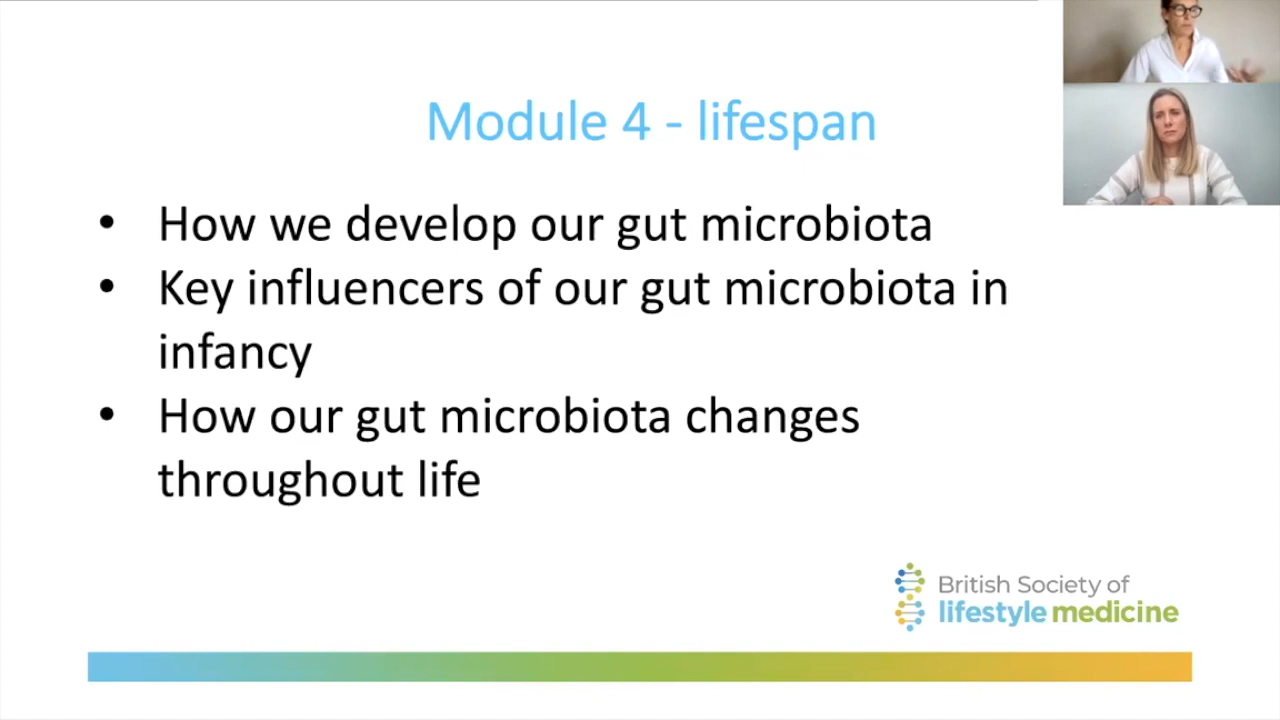 Module 4 - lifespan
• How we develop our gut microbiota
• Key influencers of our gut microbiota in
infancy
• How our gut microbiota changes
throughout life
British Society of
lifestyle medicine